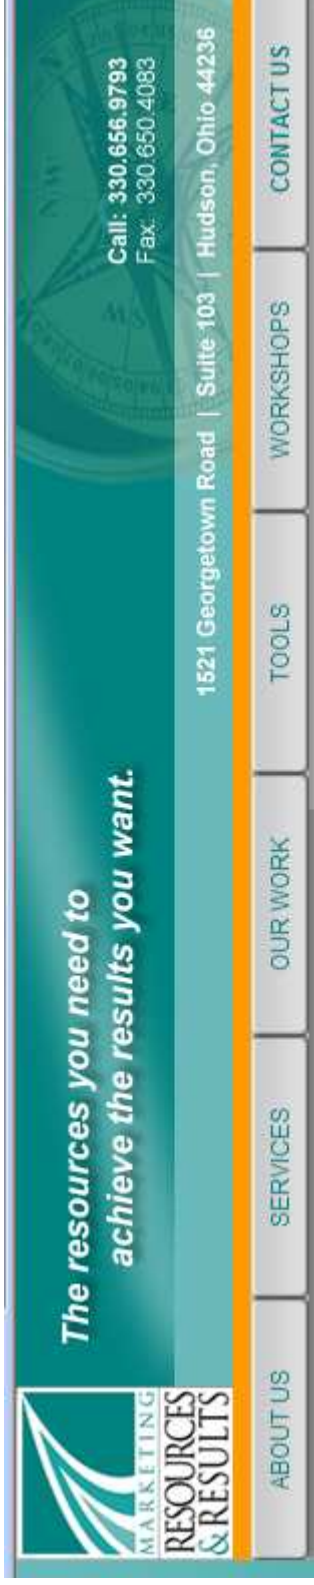 MARKETING
RESOURCES
& RESULTS
The resources you need to
achieve the results you want.
Call: 330.656.9793
Fax: 330.650.4083
1521 Georgetown Road | Suite 103 | Hudson, Ohio 44236
ABOUT US
SERVICES
OUR WORK
TOOLS
WORKSHOPS
CONTACT US